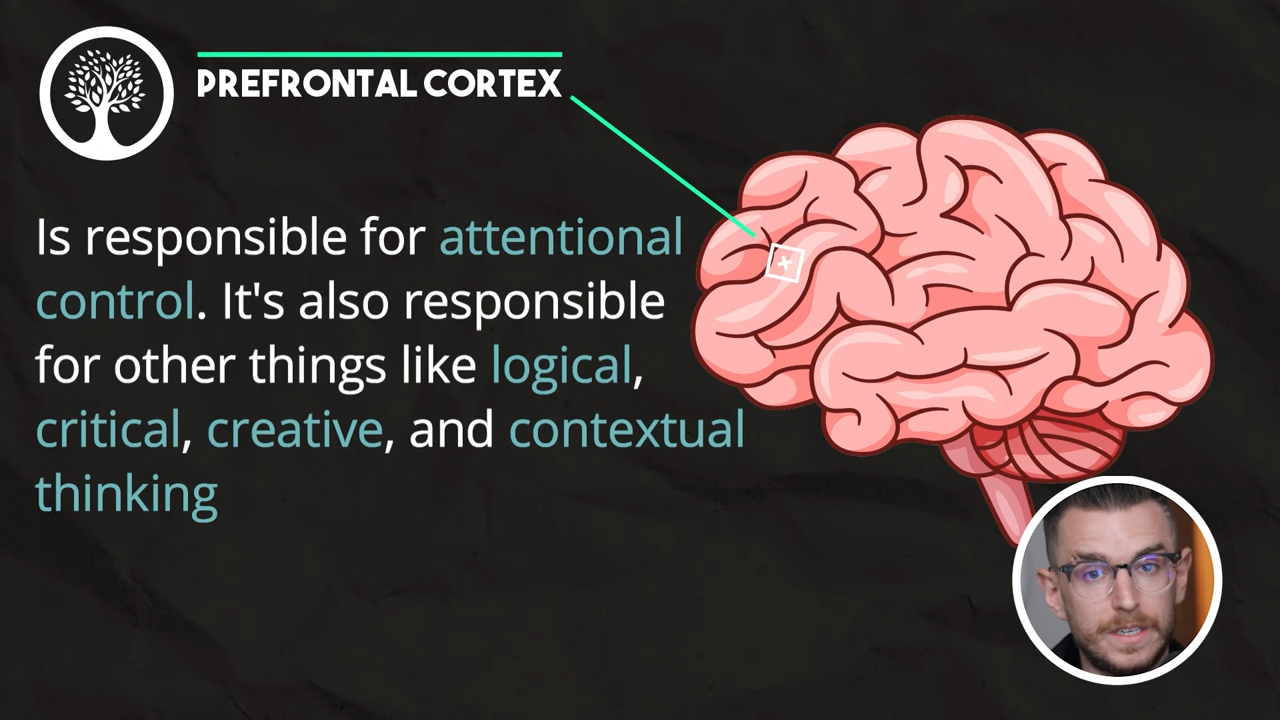 PREFRONTAL CORTEX
Is responsible for attentional
control. It's also responsible
for other things like logical,
critical, creative, and contextual
thinking